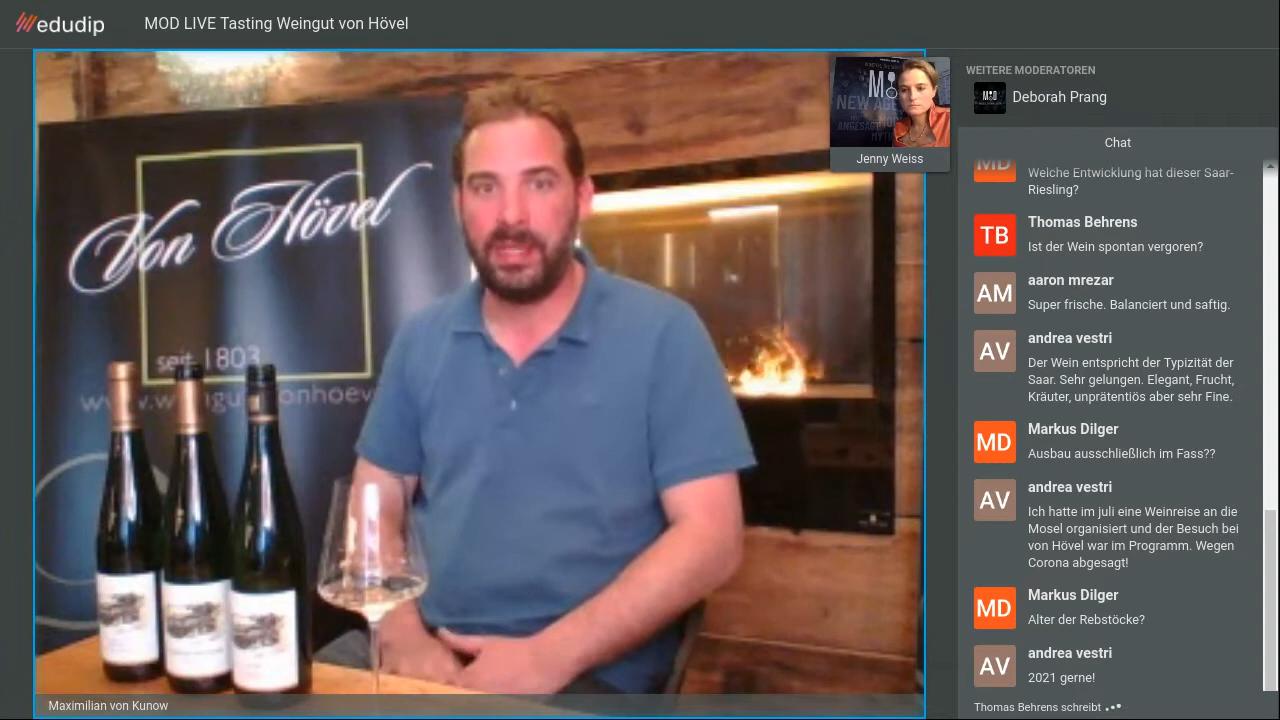 edudip
MOD LIVE Tasting Weingut von Hövel
Von Hövel
seit 1803
Maximilian von Kunow
M D
NEW AGE
Jenny Weiss
WEITERE MODERATOREN
Deborah Prang
Chat
MD
Welche Entwicklung hat dieser Saar-
Riesling?
TB
Thomas Behrens
Ist der Wein spontan vergoren?
AM
aaron mrezar
Super frische. Balanciert und saftig.
AV
andrea vestri
Der Wein entspricht der Typizität der
Saar. Sehr gelungen. Elegant, Frucht,
Kräuter, unprätentiös aber sehr Fine.
MD
Markus Dilger
Ausbau ausschließlich im Fass??
AV
andrea vestri
Ich hatte im juli eine Weinreise an die
Mosel organisiert und der Besuch bei
von Hövel war im Programm. Wegen
Corona abgesagt!
MD
Markus Dilger
Alter der Rebstöcke?
AV
andrea vestri
2021 gerne!
Thomas Behrens schreibt